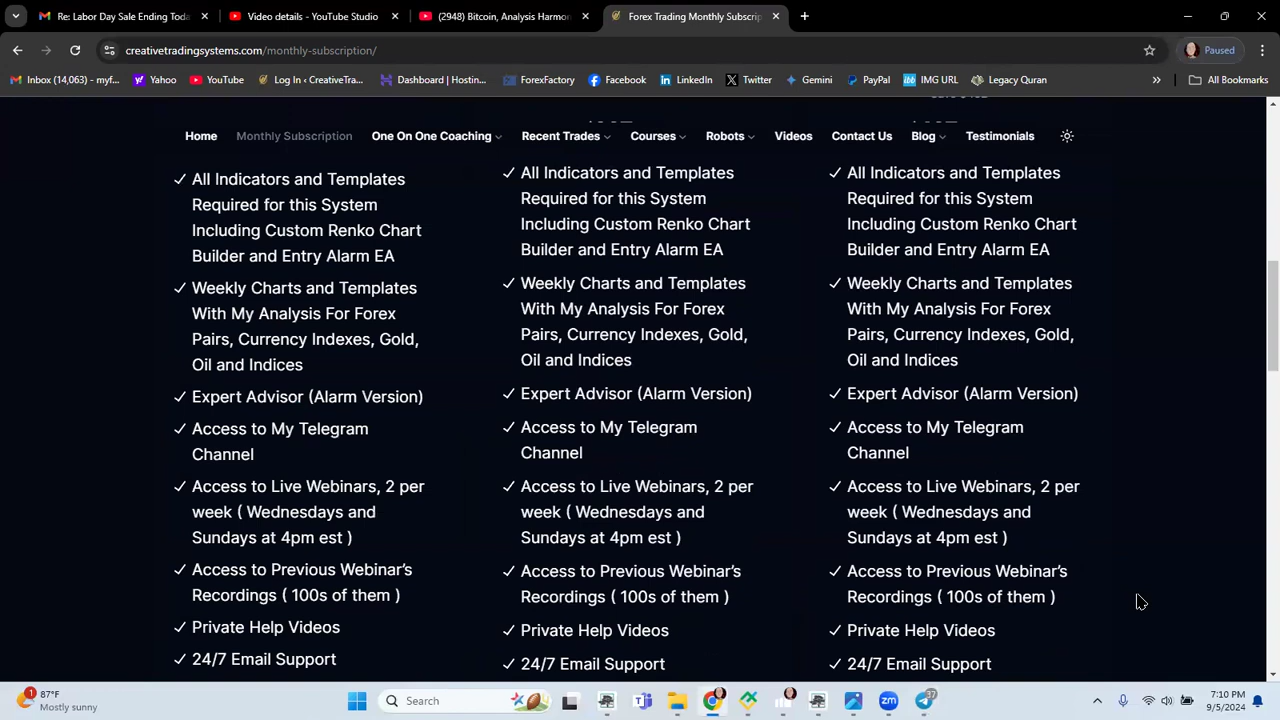 Re: Labor Day Sale Ending Toda
Video details - YouTube Studio
(2948) Bitcoin, Analysis Harmon
Forex Trading Monthly Subscrip
creativetradingsystems.com/monthly-subscription/
Paused
Inbox (14,063) - myf...
Yahoo
YouTube
Log In ‹ CreativeTra...
Dashboard | Hostin...
ForexFactory
Facebook
LinkedIn
Twitter
Gemini
PayPal
IMG URL
Legacy Quran
All Bookmarks
Home
Monthly Subscription
One On One Coaching
Recent Trades
Courses
Robots
Videos
Contact Us
Blog
Testimonials
All Indicators and Templates
Required for this System
Including Custom Renko Chart
Builder and Entry Alarm EA
Weekly Charts and Templates
With My Analysis For Forex
Pairs, Currency Indexes, Gold,
Oil and Indices
Expert Advisor (Alarm Version)
Access to My Telegram
Channel
Access to Live Webinars, 2 per
week ( Wednesdays and
Sundays at 4pm est )
Access to Previous Webinar's
Recordings ( 100s of them )
Private Help Videos
24/7 Email Support
All Indicators and Templates
Required for this System
Including Custom Renko Chart
Builder and Entry Alarm EA
Weekly Charts and Templates
With My Analysis For Forex
Pairs, Currency Indexes, Gold,
Oil and Indices
Expert Advisor (Alarm Version)
Access to My Telegram
Channel
Access to Live Webinars, 2 per
week ( Wednesdays and
Sundays at 4pm est )
Access to Previous Webinar's
Recordings ( 100s of them )
Private Help Videos
24/7 Email Support
All Indicators and Templates
Required for this System
Including Custom Renko Chart
Builder and Entry Alarm EA
Weekly Charts and Templates
With My Analysis For Forex
Pairs, Currency Indexes, Gold,
Oil and Indices
Expert Advisor (Alarm Version)
Access to My Telegram
Channel
Access to Live Webinars, 2 per
week ( Wednesdays and
Sundays at 4pm est )
Access to Previous Webinar's
Recordings ( 100s of them )
Private Help Videos
24/7 Email Support
1
87°F
Mostly sunny
Search
zm
37
7:10 PM
9/5/2024